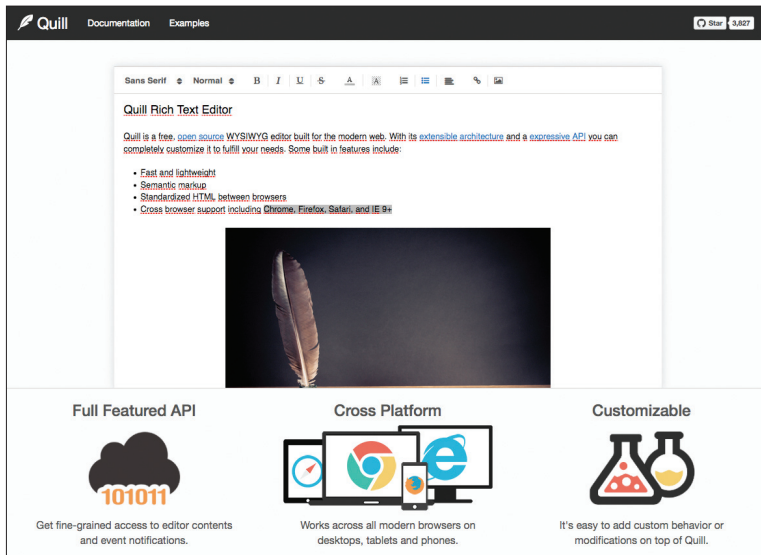 Quill Documentation Examples Star 3,827
Sans Serif Normal B I U S A A
Quill Rich Text Editor
Quill is a free, open source WYSIWYG editor built for the modern web. With its extensible architecture and a expressive API you can
completely customize it to fulfill your needs. Some built in features include:
• Fast and lightweight
• Semantic markup
• Standardized HTML between browsers
• Cross browser support including Chrome, Firefox, Safari, and IE 9+
Full Featured API
101011
Get fine-grained access to editor contents
and event notifications.
Cross Platform
Works across all modern browsers on
desktops, tablets and phones.
Customizable
It's easy to add custom behavior or
modifications on top of Quill.